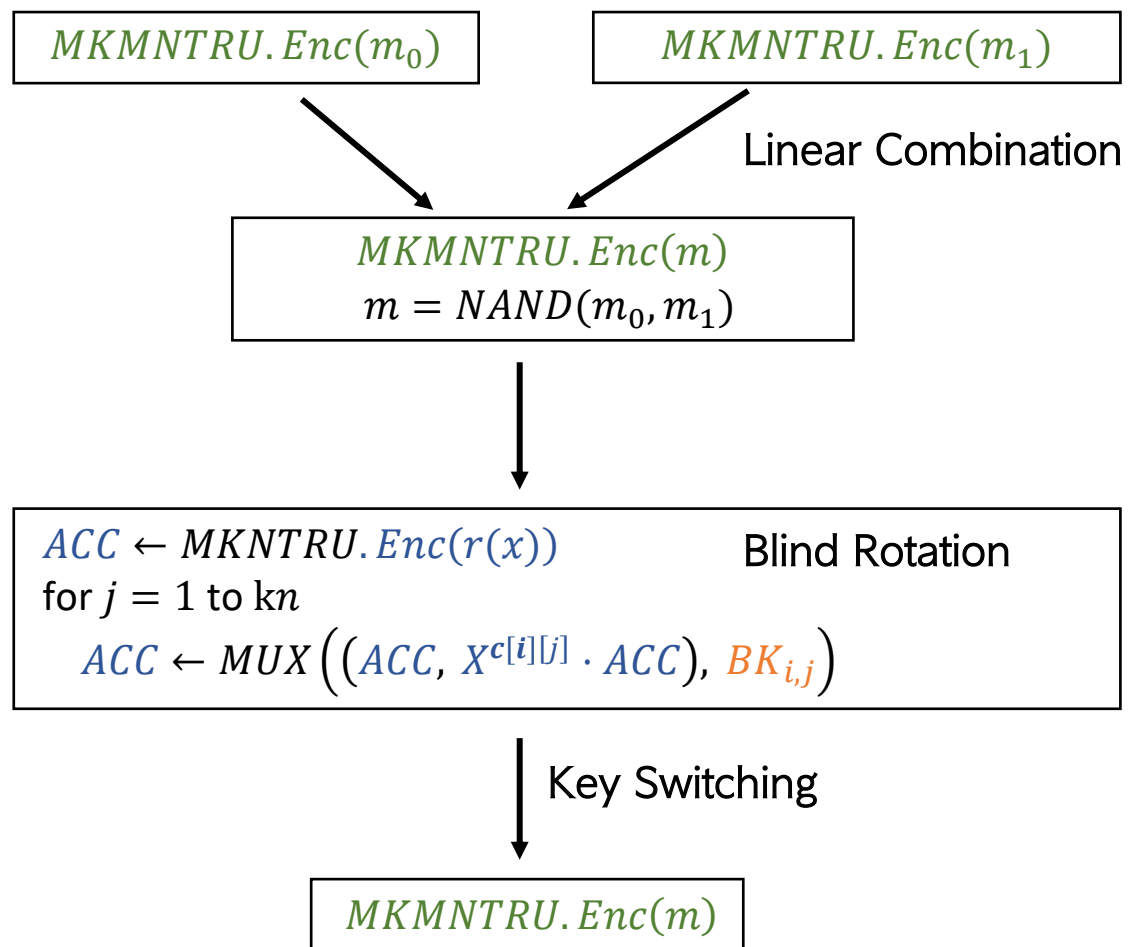 MKMNTRU.Enc(m₀)
MKMNTRU.Enc(m₁)
Linear Combination
MKMNTRU.Enc(m)
m = NAND(m₀, m₁)
ACC ← MKNTRU.Enc(r(x))
Blind Rotation
for j = 1 to kn
ACC ← MUX((ACC, X^{c[i][j]} · ACC), BK_{i,j})
Key Switching
MKMNTRU.Enc(m)